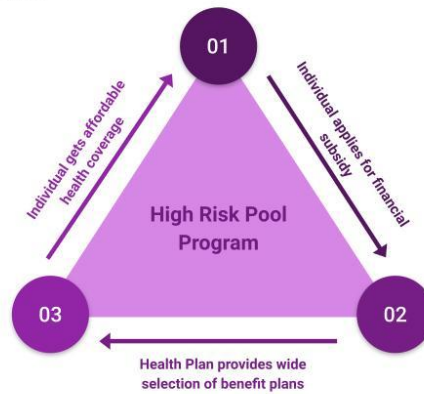 01
Individual applies for financial
subsidy
02
Health Plan provides wide
selection of benefit plans
03
Individual gets affordable
health coverage
High Risk Pool
Program